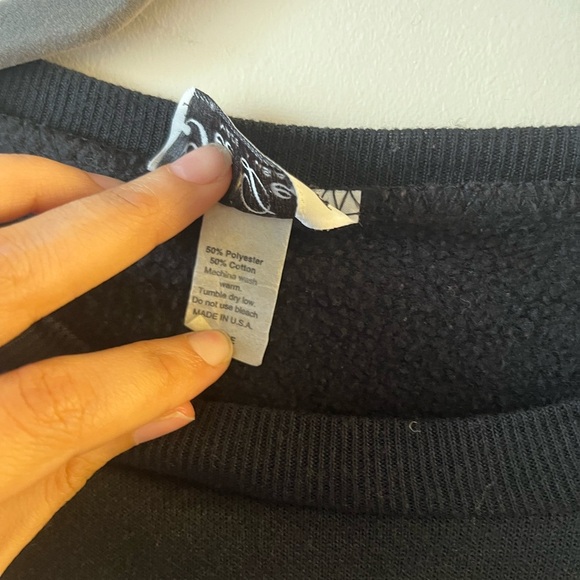 50% Polyester
50% Cotton
Machine wash
warm.
Tumble dry low.
Do not use bleach
MADE IN U.S.A.